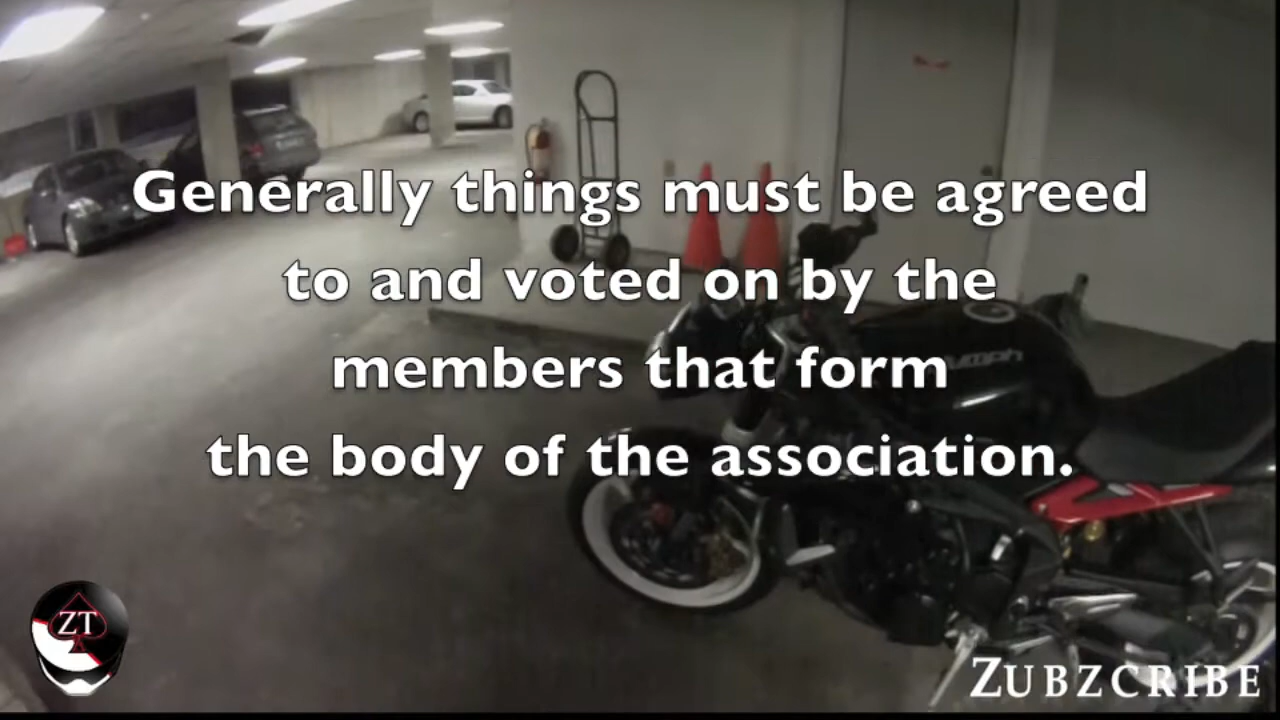 Generally things must be agreed
to and voted on by the
members that form
the body of the association.
umph
ZT
ZUBZCRIBE